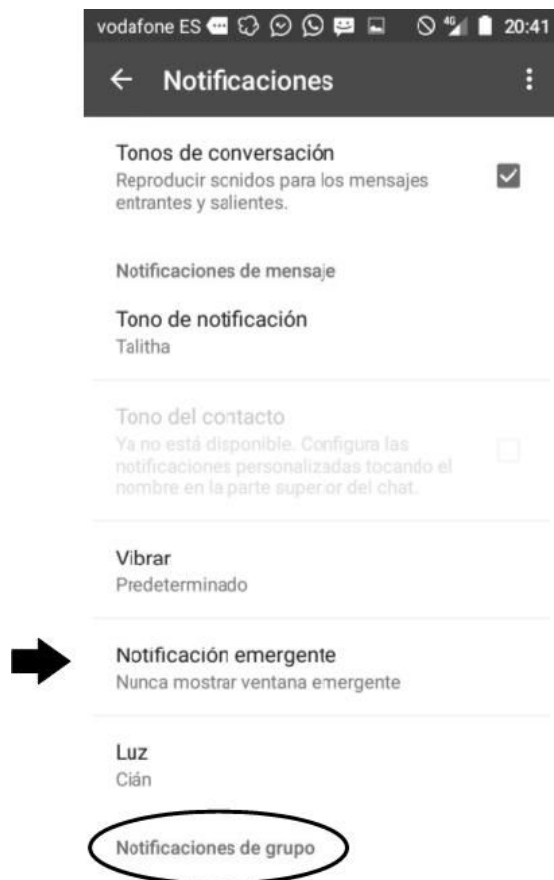 vodafone ES 4G 20:41
Notificaciones
Tonos de conversación
Reproducir sonidos para los mensajes
entrantes y salientes.
Notificaciones de mensaje
Tono de notificación
Talitha
Tono del contacto
Ya no está disponible. Configura las
notificaciones personalizadas tocando el
nombre en la parte superior del chat.
Vibrar
Predeterminado
Notificación emergente
Nunca mostrar ventana emergente
Luz
Cián
Notificaciones de grupo